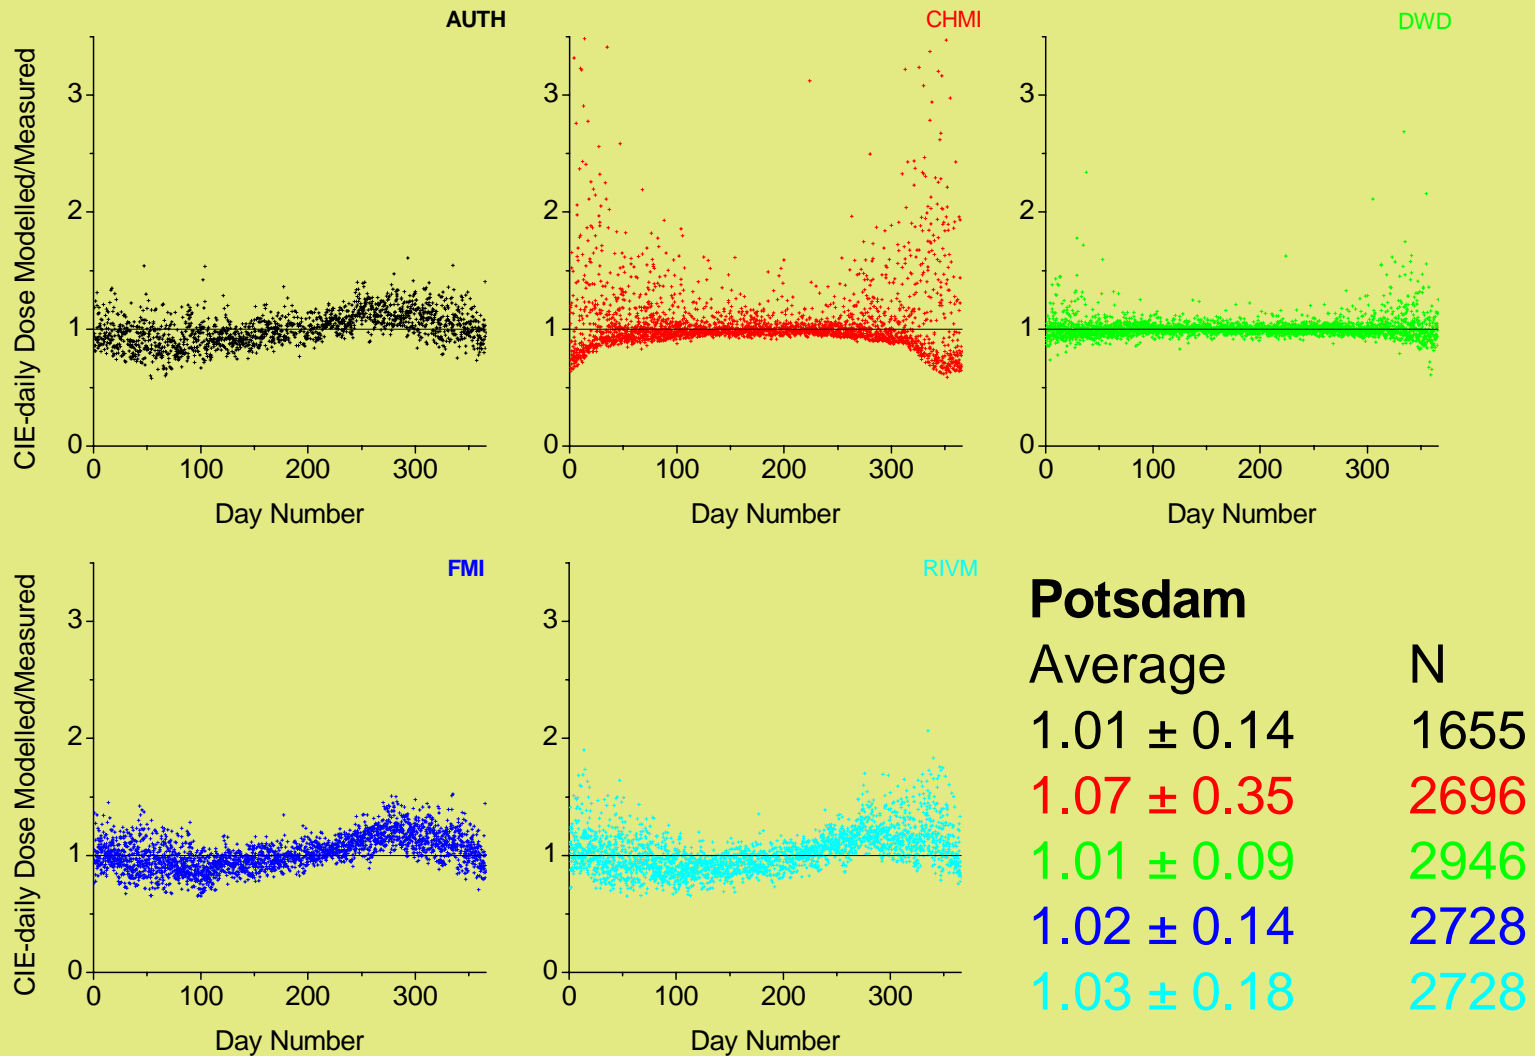 AUTH
CIE-daily Dose Modelled/Measured
3
2
1
0
0 100 200 300
Day Number
CHMI
3
2
1
0
0 100 200 300
Day Number
DWD
3
2
1
0
0 100 200 300
Day Number
FMI
CIE-daily Dose Modelled/Measured
3
2
1
0
0 100 200 300
Day Number
RIVM
3
2
1
0
0 100 200 300
Day Number
Potsdam
Average N
1.01 ± 0.14 1655
1.07 ± 0.35 2696
1.01 ± 0.09 2946
1.02 ± 0.14 2728
1.03 ± 0.18 2728